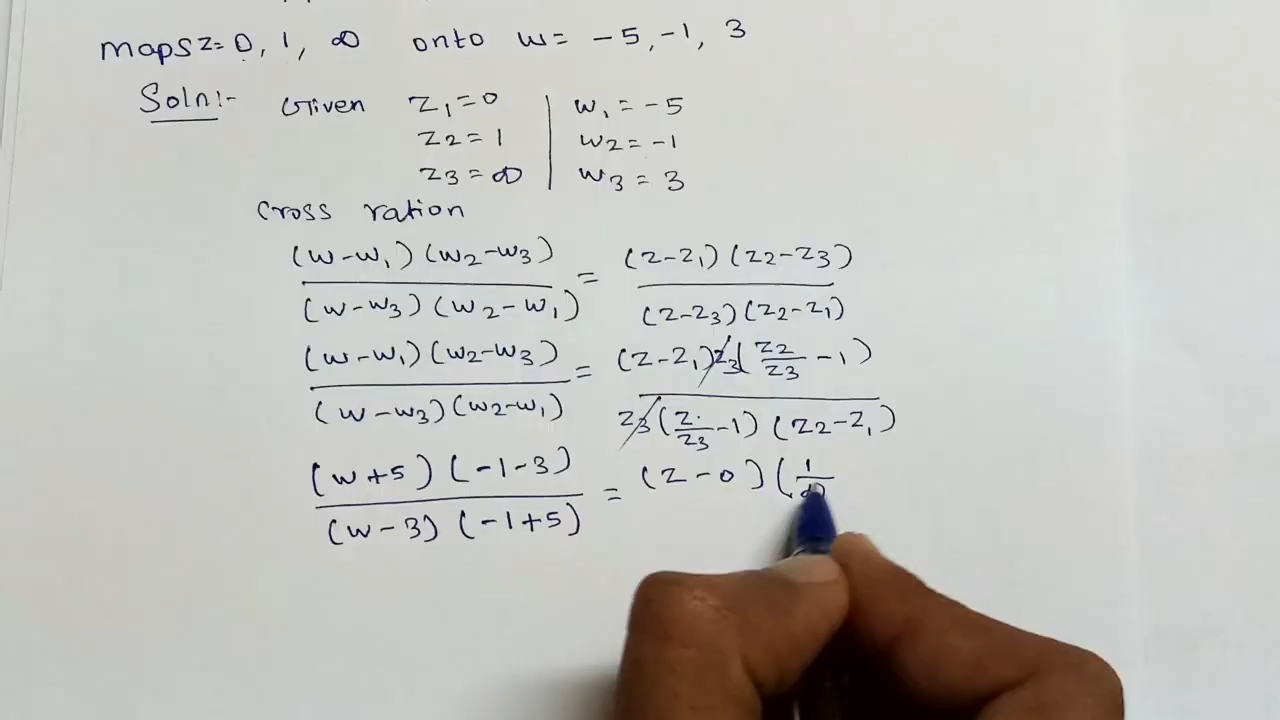 maps z = 0, 1, ∞ onto w = -5, -1, 3
Soln:- Given z₁ = 0 | w₁ = -5
z₂ = 1 | w₂ = -1
z₃ = ∞ | w₃ = 3
cross ration
(w-w₁)(w₂-w₃) / (w-w₃)(w₂-w₁) = (z-z₁)(z₂-z₃) / (z-z₃)(z₂-z₁)
(w-w₁)(w₂-w₃) / (w-w₃)(w₂-w₁) = (z-z₁)z₃(z₂/z₃ -1) / z₃(z/z₃ -1)(z₂-z₁)
(w+5)(-1-3) / (w-3)(-1+5) = (z-0)(1/∞